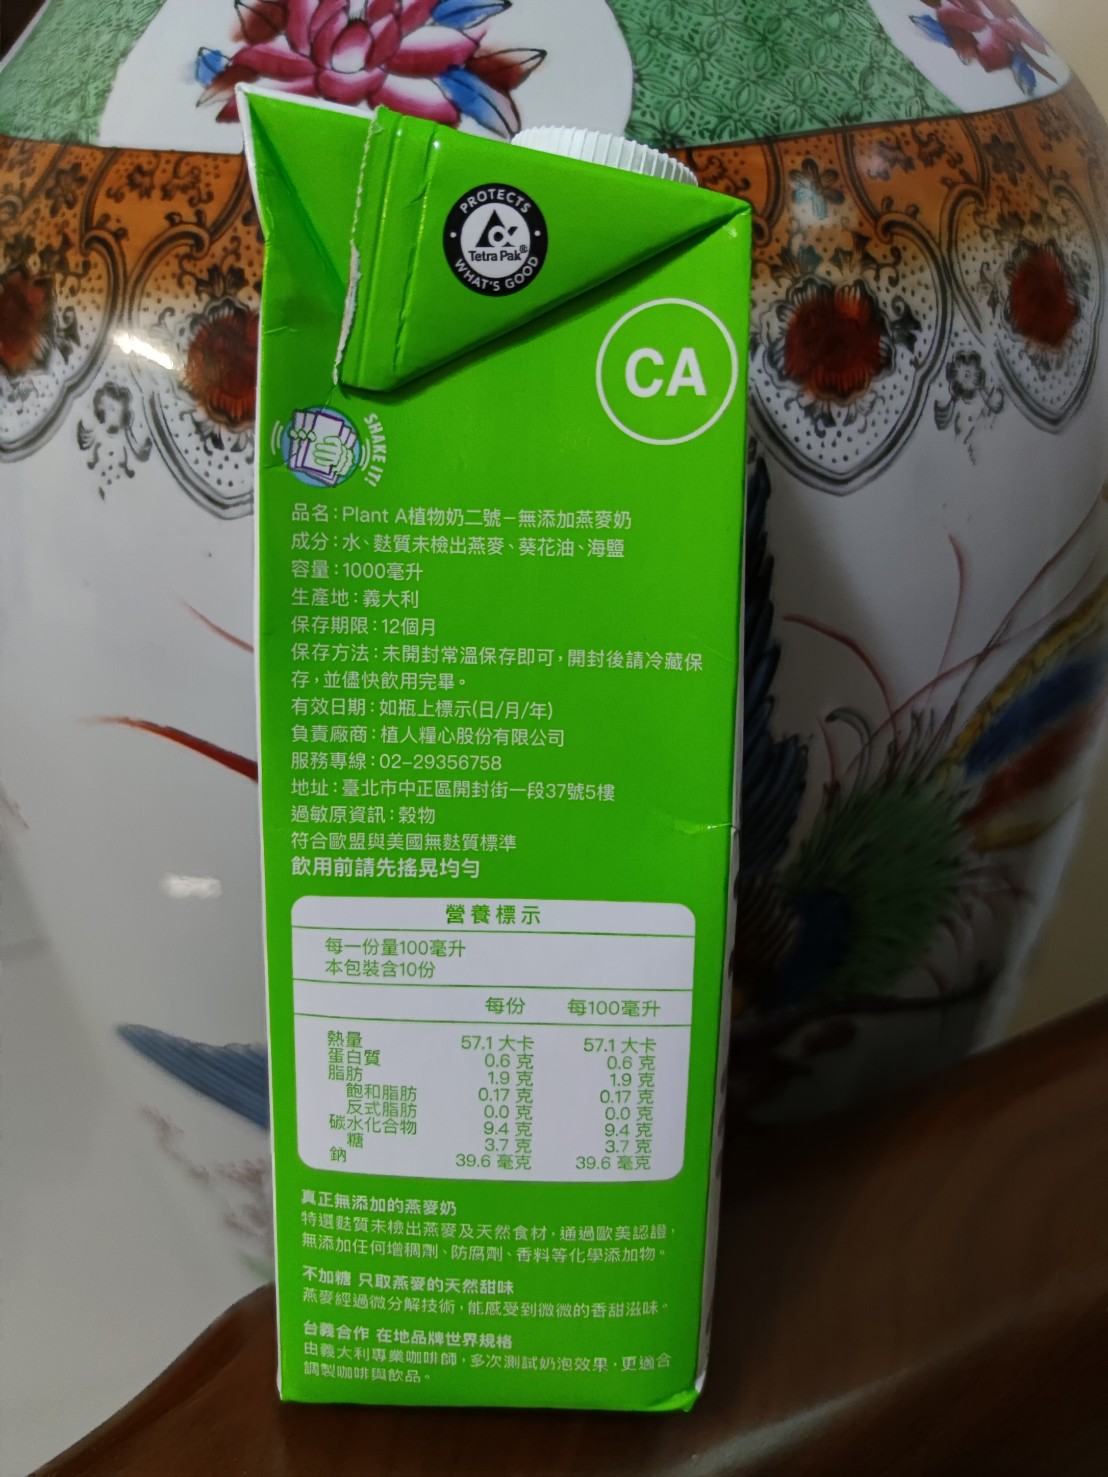 PROTECTS
Tetra Pak®
WHAT'S GOOD
CA
SHAKE IT!
品名：Plant A植物奶二號－無添加燕麥奶
成分：水、麩質未檢出燕麥、葵花油、海鹽
容量：1000毫升
生產地：義大利
保存期限：12個月
保存方法：未開封常溫保存即可，開封後請冷藏保
存，並儘快飲用完畢。
有效日期：如瓶上標示(日/月/年)
負責廠商：植人糧心股份有限公司
服務專線：02-29356758
地址：臺北市中正區開封街一段37號5樓
過敏原資訊：穀物
符合歐盟與美國無麩質標準
飲用前請先搖晃均勻
營養標示
每一份量100毫升
本包裝含10份
每份 每100毫升
熱量 57.1 大卡 57.1 大卡
蛋白質 0.6 克 0.6 克
脂肪 1.9 克 1.9 克
飽和脂肪 0.17 克 0.17 克
反式脂肪 0.0 克 0.0 克
碳水化合物 9.4 克 9.4 克
糖 3.7 克 3.7 克
鈉 39.6 毫克 39.6 毫克
真正無添加的燕麥奶
特選麩質未檢出燕麥及天然食材，通過歐美認證，
無添加任何增稠劑、防腐劑、香料等化學添加物。
不加糖 只取燕麥的天然甜味
燕麥經過微分解技術，能感受到微微的香甜滋味。
台義合作 在地品牌世界規格
由義大利專業咖啡師，多次測試奶泡效果，更適合
調製咖啡與飲品。